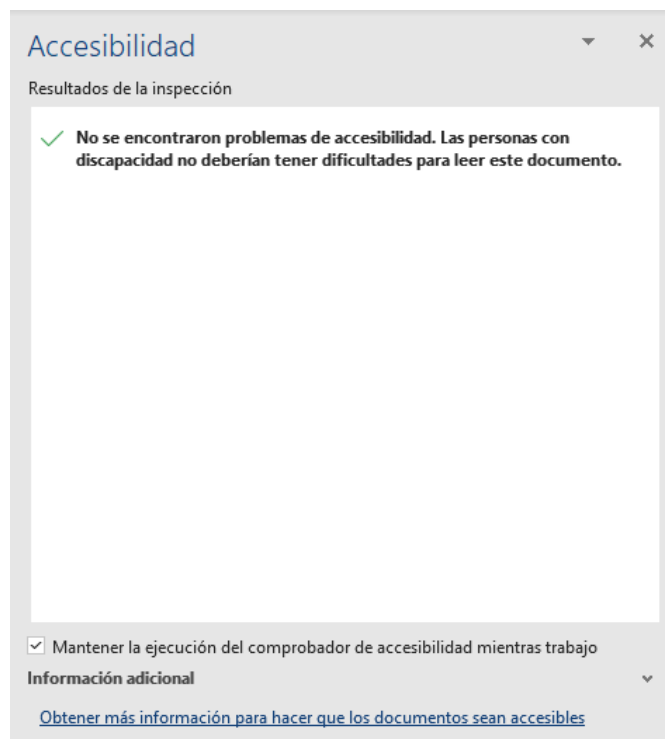 Accesibilidad
Resultados de la inspección
No se encontraron problemas de accesibilidad. Las personas con
discapacidad no deberían tener dificultades para leer este documento.
Mantener la ejecución del comprobador de accesibilidad mientras trabajo
Información adicional
Obtener más información para hacer que los documentos sean accesibles